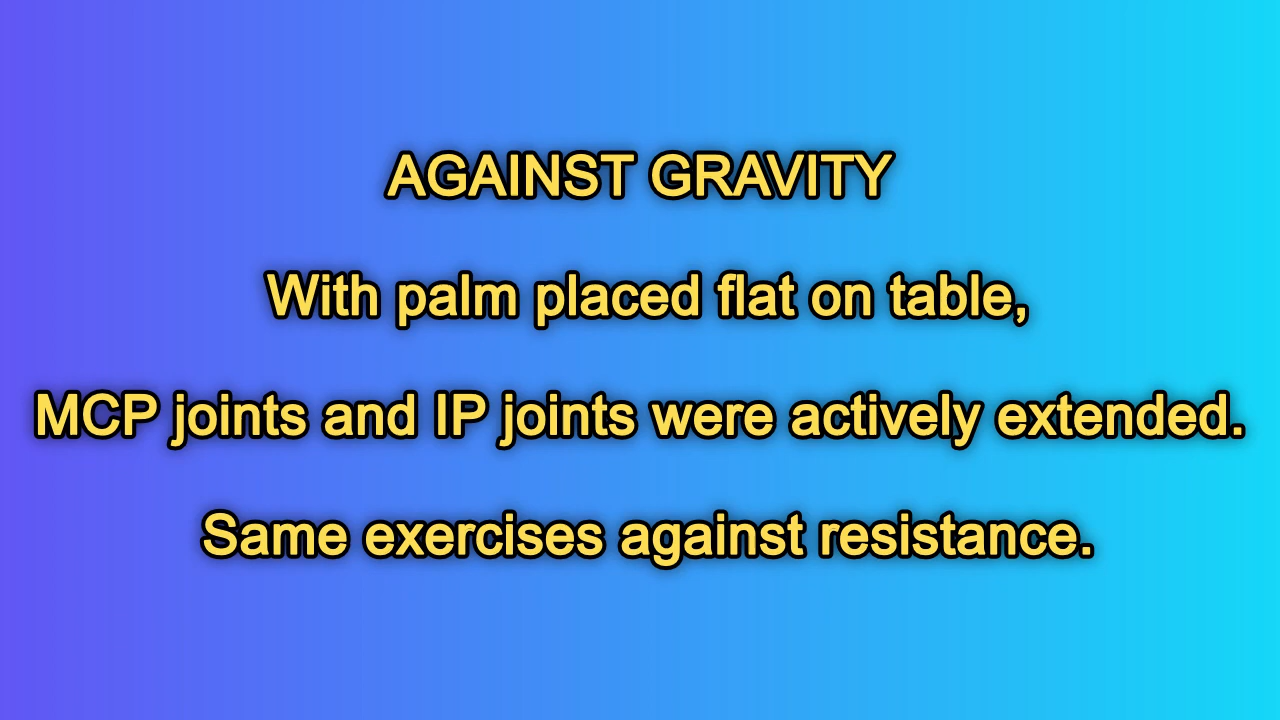 AGAINST GRAVITY
With palm placed flat on table,
MCP joints and IP joints were actively extended.
Same exercises against resistance.